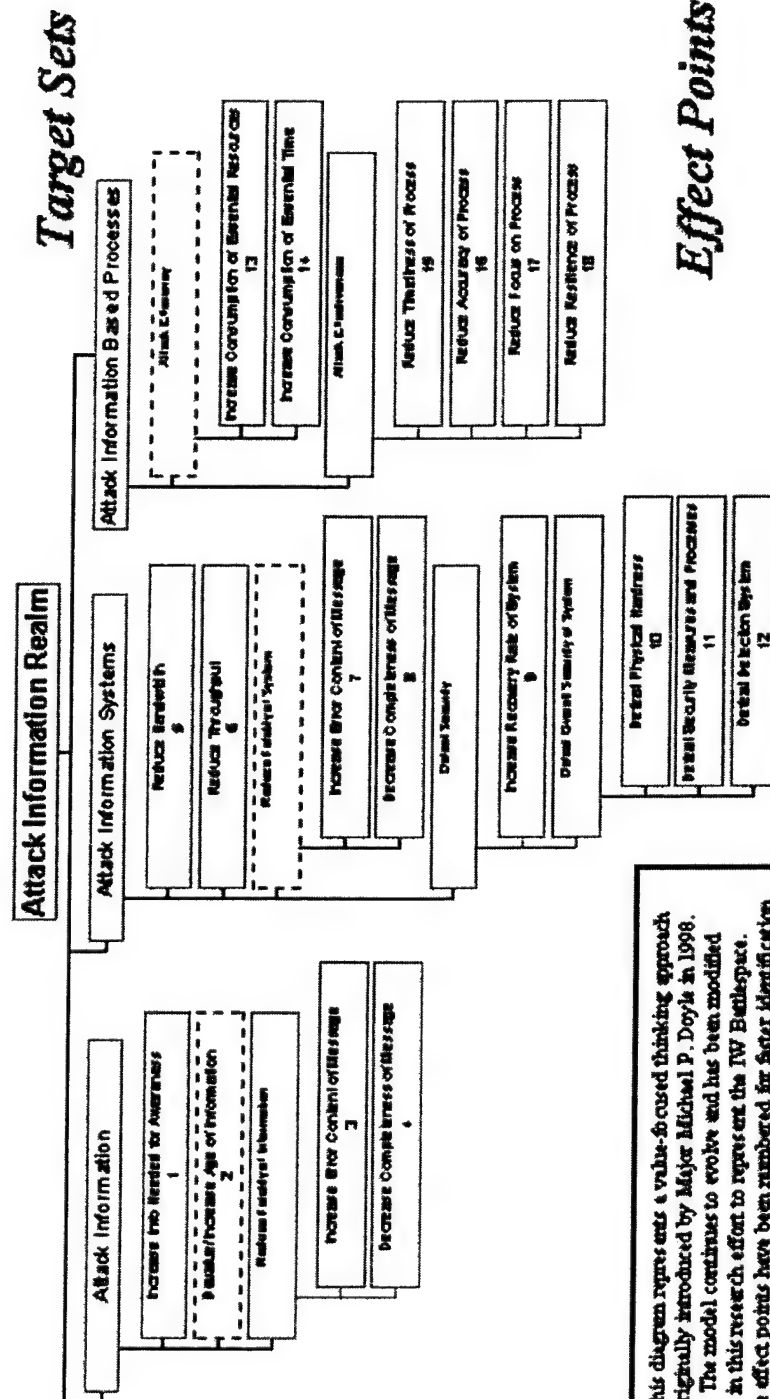 Target Sets
Attack Information Realm
Attack Information
Increase Info Needed for Awareness
1
Increase Age of Information
2
Information
Increase Error Content of Message
3
Decrease Completeness of Message
4
Attack Information Systems
Reduce Bandwidth
5
Reduce Throughput
6
System
Increase Error Content of Message
7
Decrease Completeness of Message
8
Defeat Security
Increase Recovery Rate of System
9
Defeat Overall Security of System
Defeat Physical Hardness
10
Defeat Security Measures and Processes
11
Defeat Detection System
12
Attack Information Based Processes
Attack Efficiency
Increase Consumption of Essential Resources
13
Increase Consumption of Essential Time
14
Attack Effectiveness
Reduce Timeliness of Process
15
Reduce Accuracy of Process
16
Reduce Focus on Process
17
Reduce Resilience of Process
18
Effect Points
his diagram represents a value-focused thinking approach
riginally introduced by Major Michael P. Doyle in 1998.
The model continues to evolve and has been modified
in this research effort to represent the IW Battlespace.
effect points have been numbered for faster identification